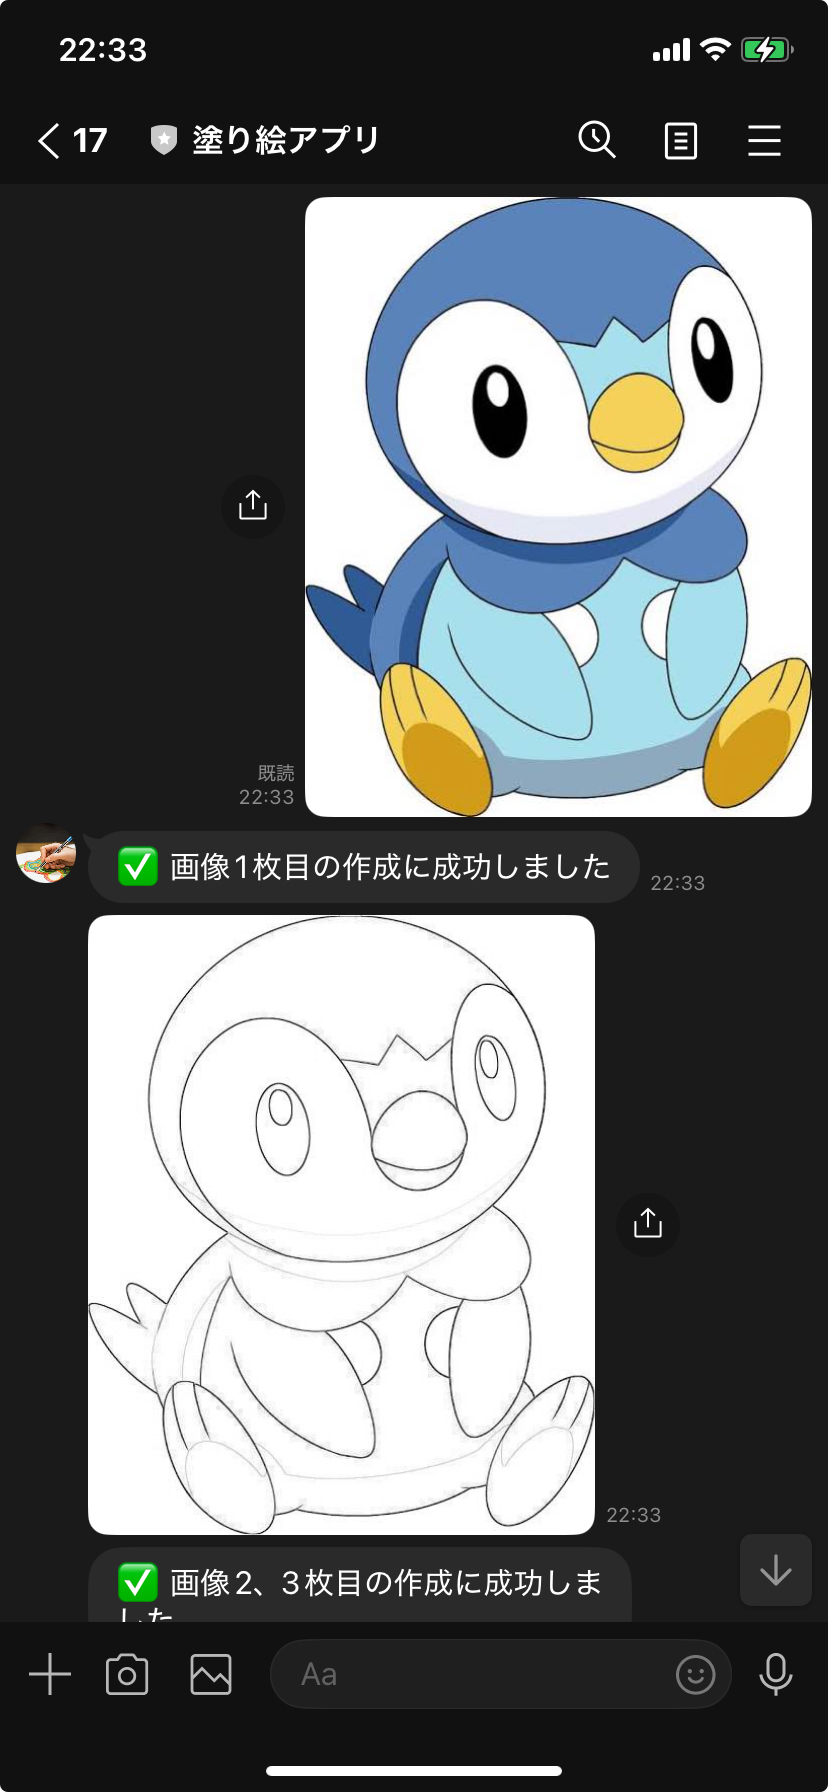 22:33
17 塗り絵アプリ
既読
22:33
✅ 画像1枚目の作成に成功しました
22:33
22:33
✅ 画像2、3枚目の作成に成功しま
した
Aa